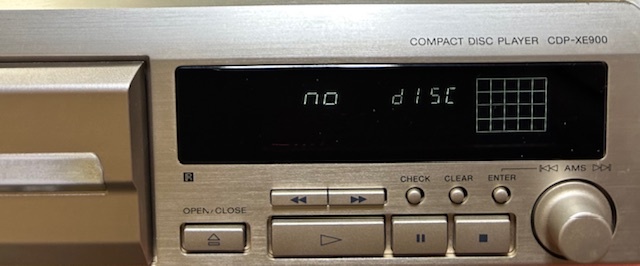 COMPACT DISC PLAYER CDP-XE900
no disc
R
AMS
CHECK CLEAR ENTER
OPEN/CLOSE